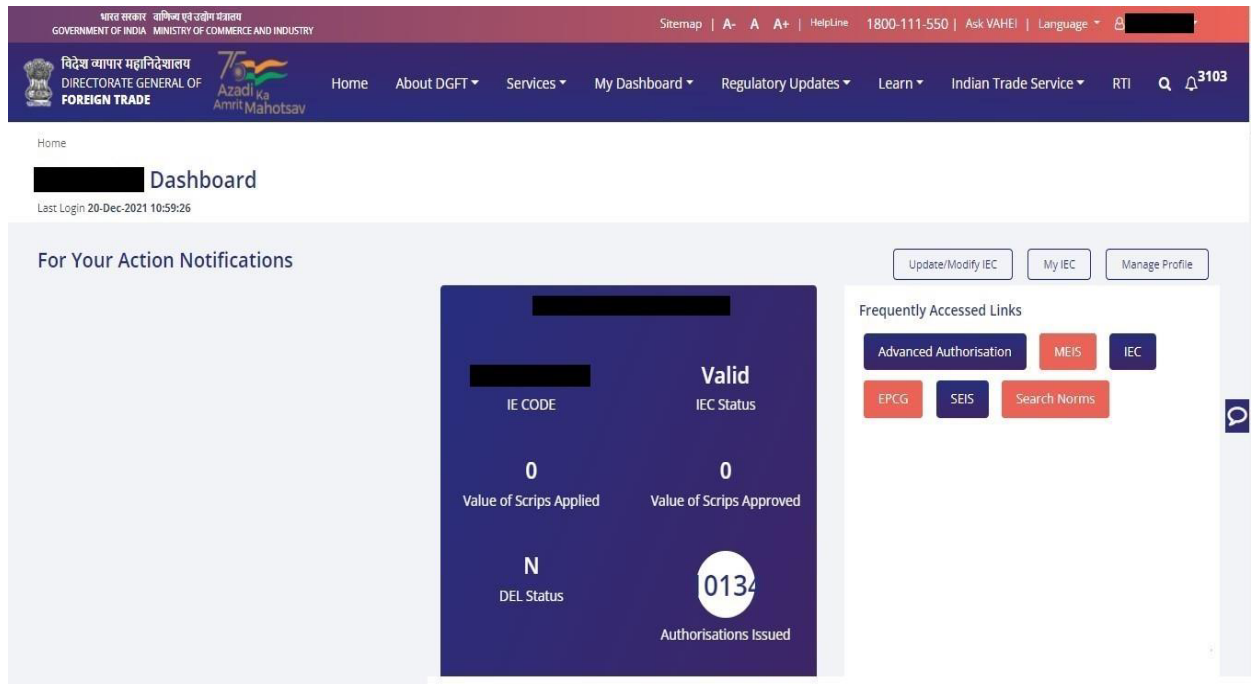 भारत सरकार वाणिज्य एवं उद्योग मंत्रालय
GOVERNMENT OF INDIA MINISTRY OF COMMERCE AND INDUSTRY
Sitemap | A- A A+ | HelpLine 1800-111-550 | Ask VAHEI | Language
विदेश व्यापार महानिदेशालय
DIRECTORATE GENERAL OF
FOREIGN TRADE
75
Azadi Ka
Amrit Mahotsav
Home About DGFT Services My Dashboard Regulatory Updates Learn Indian Trade Service RTI 3103
Home
Dashboard
Last Login 20-Dec-2021 10:59:26
For Your Action Notifications
Update/Modify IEC My IEC Manage Profile
IE CODE
Valid
IEC Status
0
Value of Scrips Applied
0
Value of Scrips Approved
N
DEL Status
Authorisations Issued
Frequently Accessed Links
Advanced Authorisation MEIS IEC
EPCG SEIS Search Norms